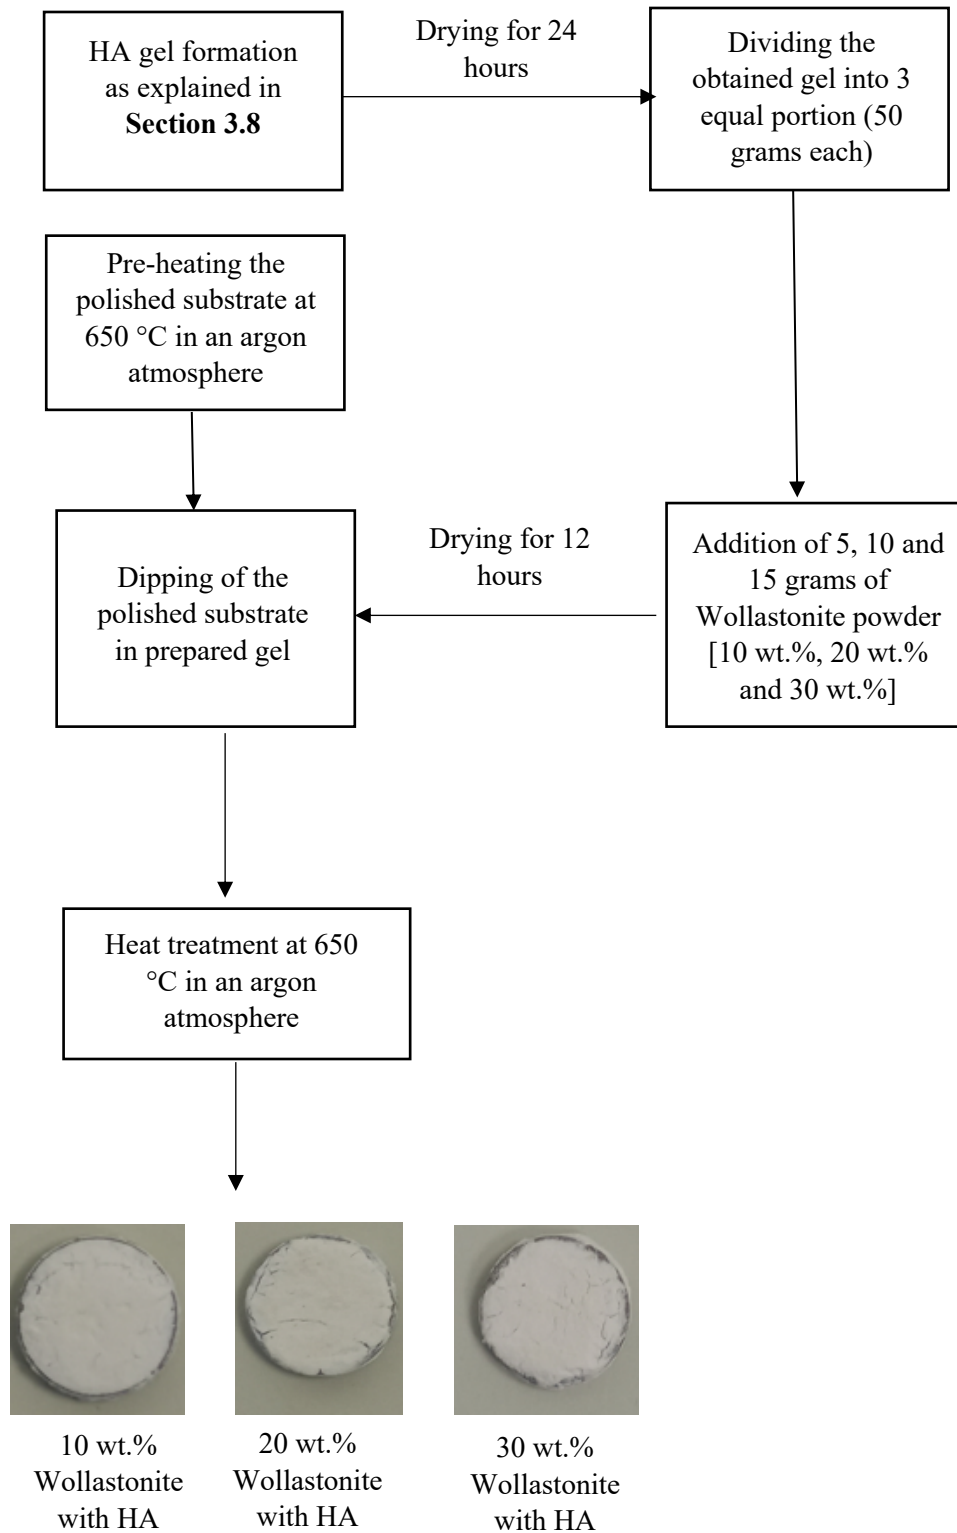 HA gel formation
as explained in
Section 3.8
Drying for 24
hours
Dividing the
obtained gel into 3
equal portion (50
grams each)
Pre-heating the
polished substrate at
650 °C in an argon
atmosphere
Dipping of the
polished substrate
in prepared gel
Drying for 12
hours
Addition of 5, 10 and
15 grams of
Wollastonite powder
[10 wt.%, 20 wt.%
and 30 wt.%]
Heat treatment at 650
°C in an argon
atmosphere
10 wt.%
Wollastonite
with HA
20 wt.%
Wollastonite
with HA
30 wt.%
Wollastonite
with HA